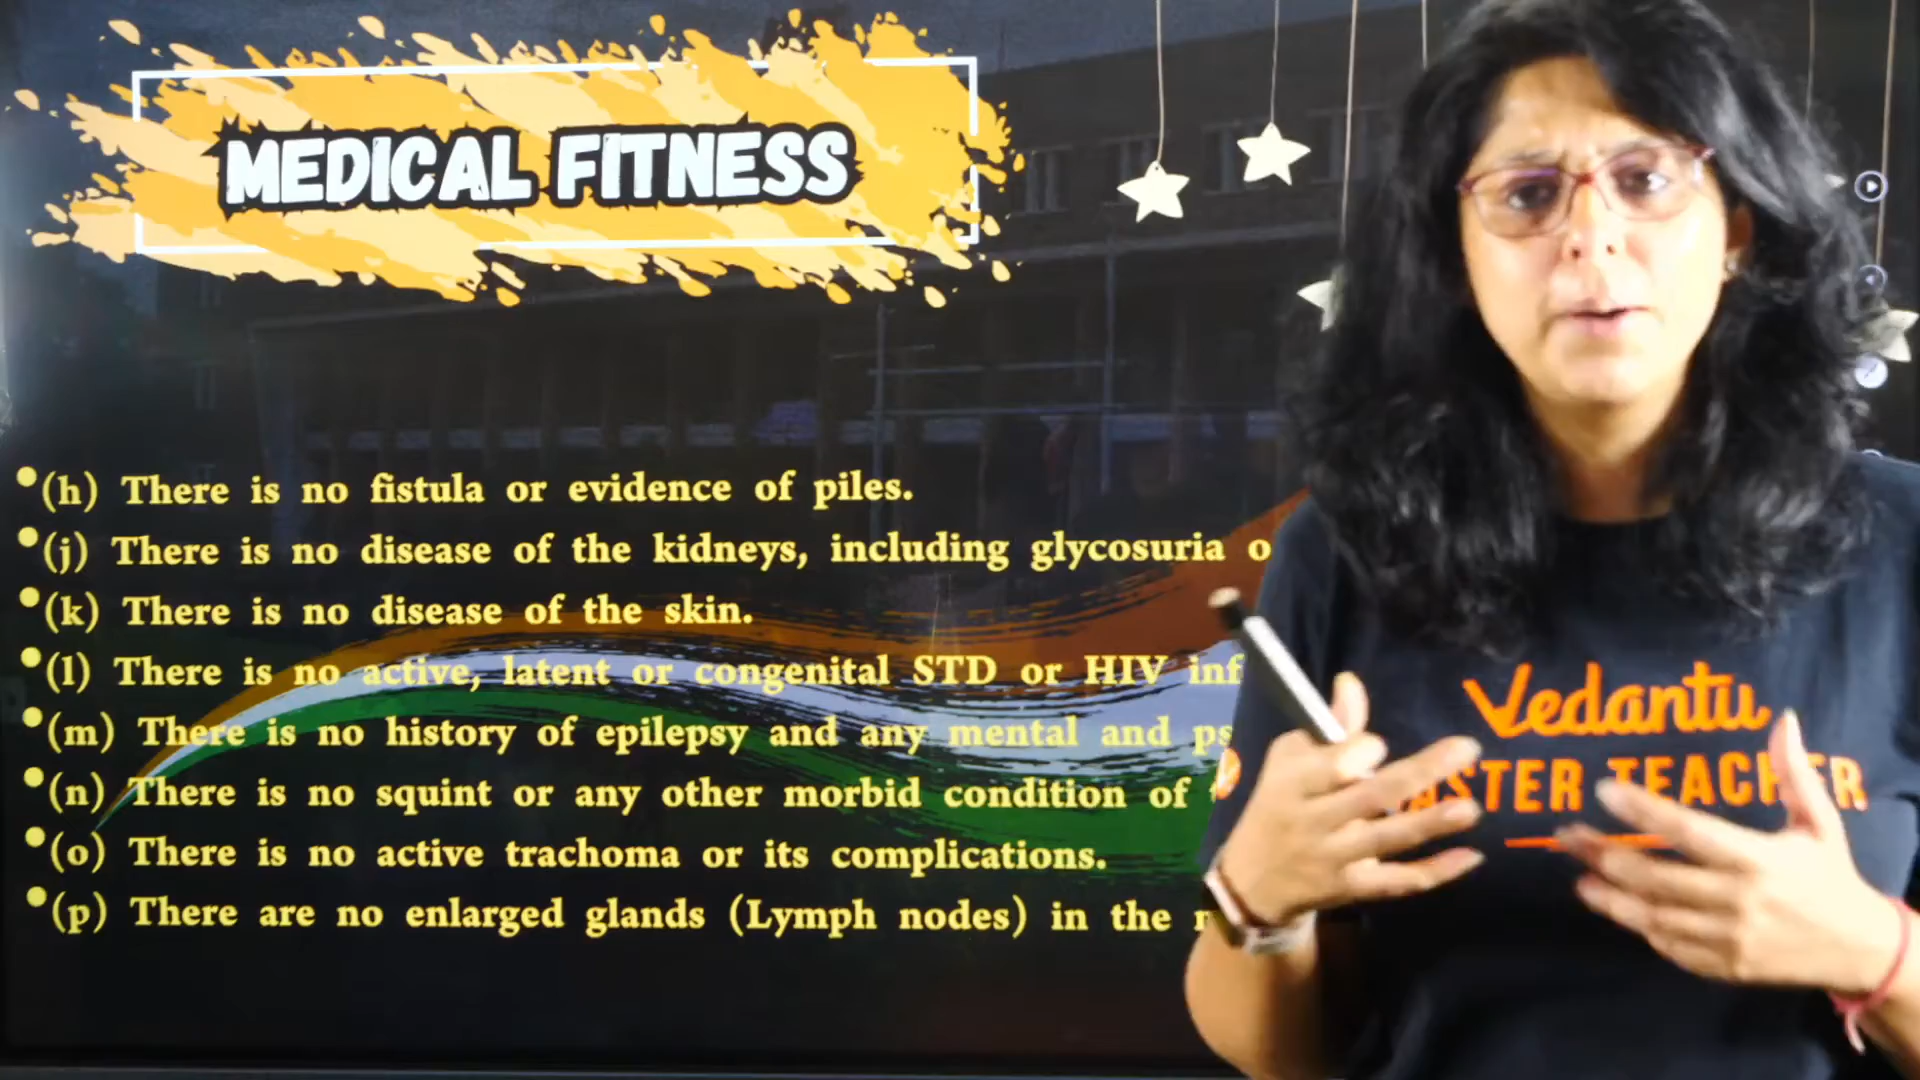 MEDICAL FITNESS
(h) There is no fistula or evidence of piles.
(j) There is no disease of the kidneys, including glycosuria
(k) There is no disease of the skin.
(l) There is no active, latent or congenital STD or HIV
(m) There is no history of epilepsy and any mental and
(n) There is no squint or any other morbid condition of
(o) There is no active trachoma or its complications.
(p) There are no enlarged glands (Lymph nodes) in the
Vedantu